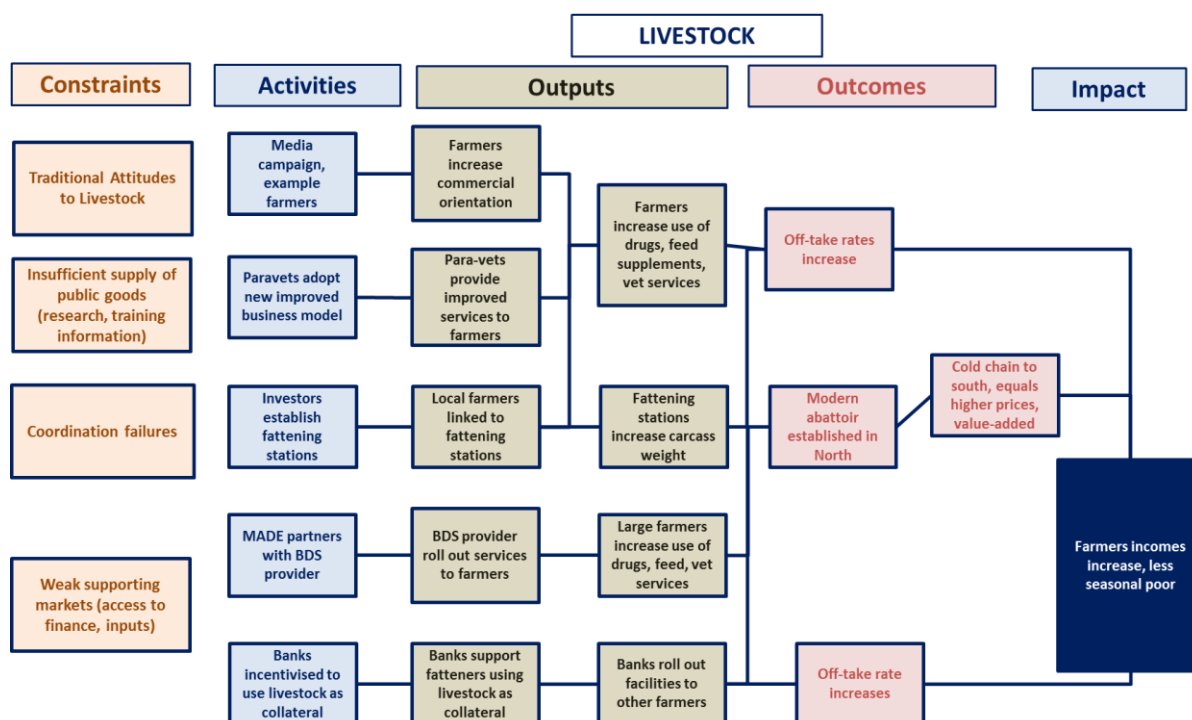 LIVESTOCK
Constraints
Activities
Outputs
Outcomes
Impact
Traditional Attitudes
to Livestock
Media
campaign,
example
farmers
Farmers
increase
commercial
orientation
Farmers
increase use of
drugs, feed
supplements,
vet services
Off-take rates
increase
Insufficient supply of
public goods
(research, training
information)
Paravets adopt
new improved
business model
Para-vets
provide
improved
services to
farmers
Coordination failures
Investors
establish
fattening
stations
Local farmers
linked to
fattening
stations
Fattening
stations
increase carcass
weight
Modern
abattoir
established in
North
Cold chain to
south, equals
higher prices,
value-added
Weak supporting
markets (access to
finance, inputs)
MADE partners
with BDS
provider
BDS provider
roll out services
to farmers
Large farmers
increase use of
drugs, feed, vet
services
Farmers incomes
increase, less
seasonal poor
Banks
incentivised to
use livestock as
collateral
Banks support
fatteners using
livestock as
collateral
Banks roll out
facilities to
other farmers
Off-take rate
increases